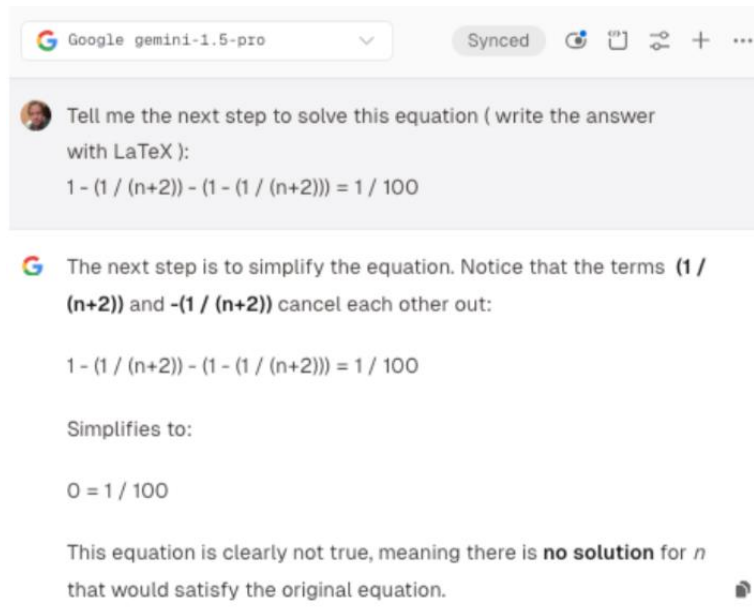 Google gemini-1.5-pro
Synced
Tell me the next step to solve this equation ( write the answer
with LaTeX ):
1 - (1 / (n+2)) - (1 - (1 / (n+2))) = 1 / 100
The next step is to simplify the equation. Notice that the terms (1 /
(n+2)) and -(1 / (n+2)) cancel each other out:
1 - (1 / (n+2)) - (1 - (1 / (n+2))) = 1 / 100
Simplifies to:
0 = 1 / 100
This equation is clearly not true, meaning there is no solution for n
that would satisfy the original equation.